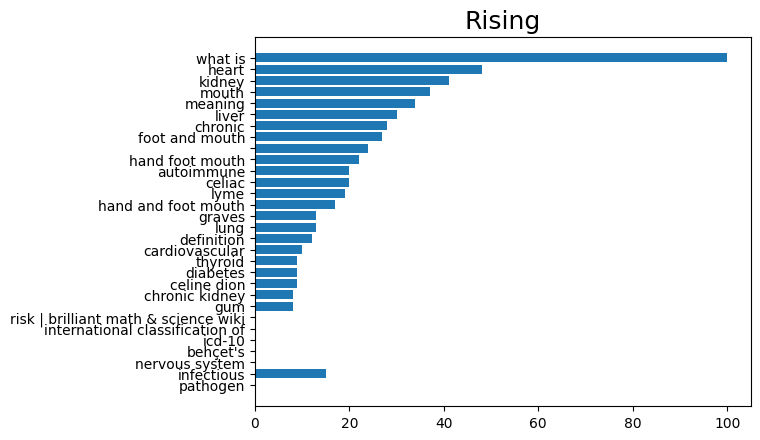 Rising
what is
heart
kidney
mouth
meaning
liver
chronic
foot and mouth
hand foot mouth
autoimmune
celiac
lyme
hand and foot mouth
graves
lung
definition
cardiovascular
thyroid
diabetes
celine dion
chronic kidney
gum
risk | brilliant math & science wiki
international classification of
icd-10
behçet's
nervous system
infectious
pathogen
0 20 40 60 80 100